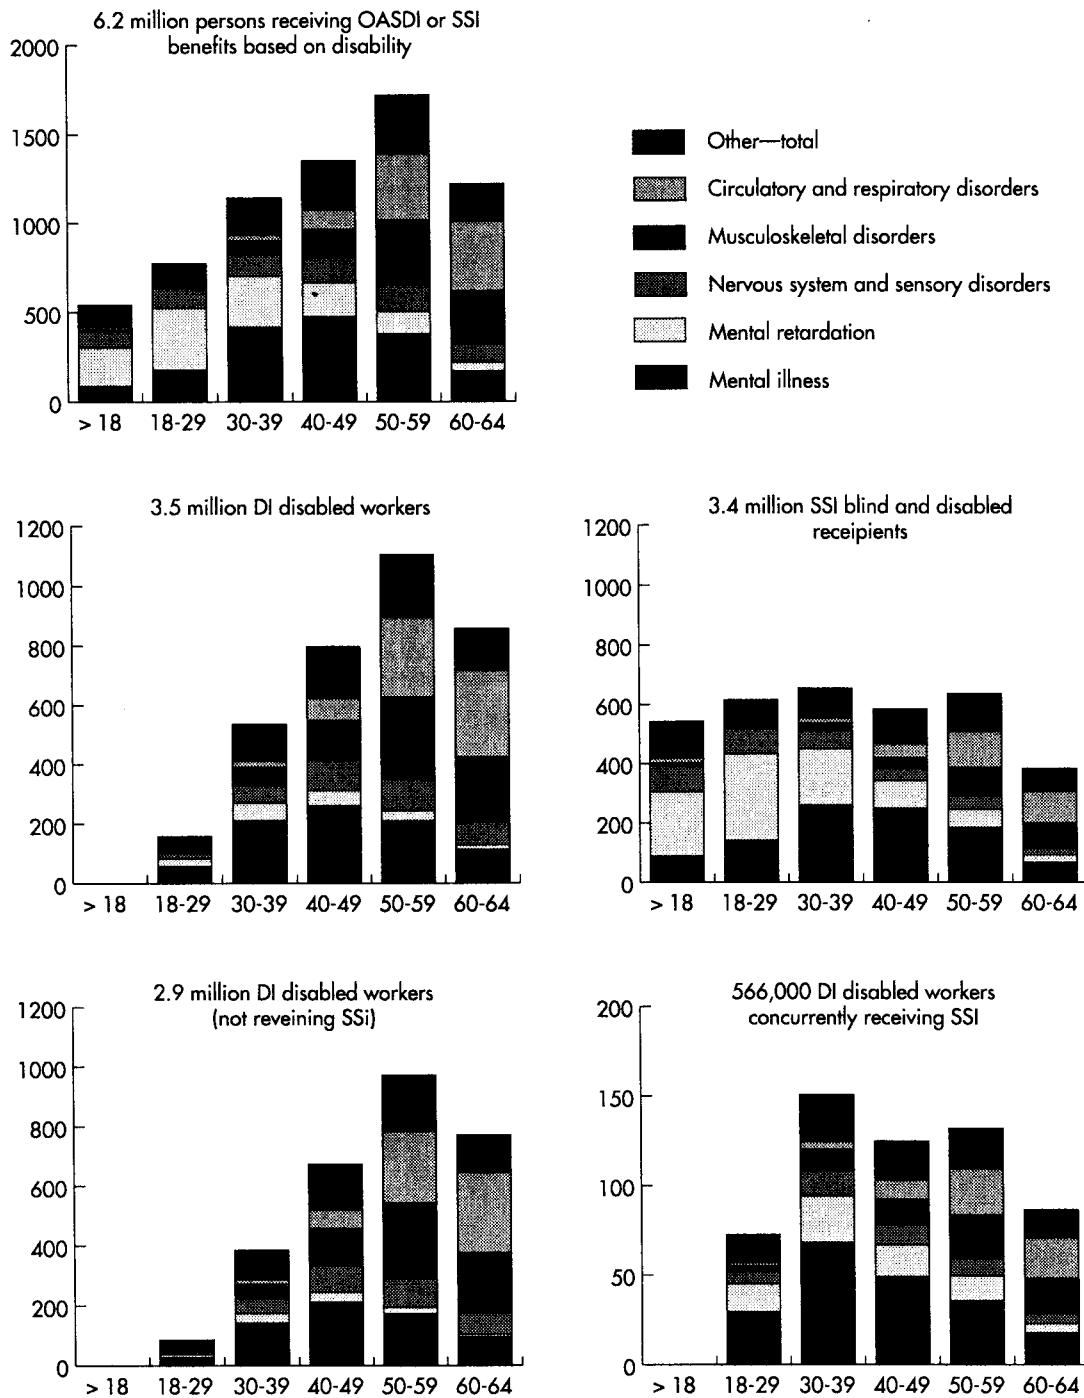 6.2 million persons receiving OASDI or SSI
benefits based on disability
2000
1500
1000
500
0
> 18 18-29 30-39 40-49 50-59 60-64
Other—total
Circulatory and respiratory disorders
Musculoskeletal disorders
Nervous system and sensory disorders
Mental retardation
Mental illness
3.5 million DI disabled workers
1200
1000
800
600
400
200
0
> 18 18-29 30-39 40-49 50-59 60-64
3.4 million SSI blind and disabled
receipients
1200
1000
800
600
400
200
0
> 18 18-29 30-39 40-49 50-59 60-64
2.9 million DI disabled workers
(not reveining SSi)
1200
1000
800
600
400
200
0
> 18 18-29 30-39 40-49 50-59 60-64
566,000 DI disabled workers
concurrently receiving SSI
200
150
100
50
0
> 18 18-29 30-39 40-49 50-59 60-64